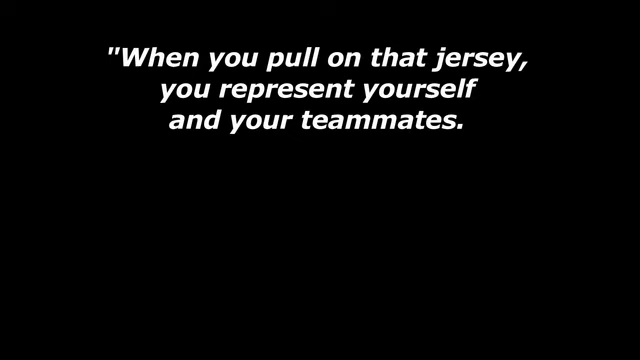 "When you pull on that jersey,
you represent yourself
and your teammates.